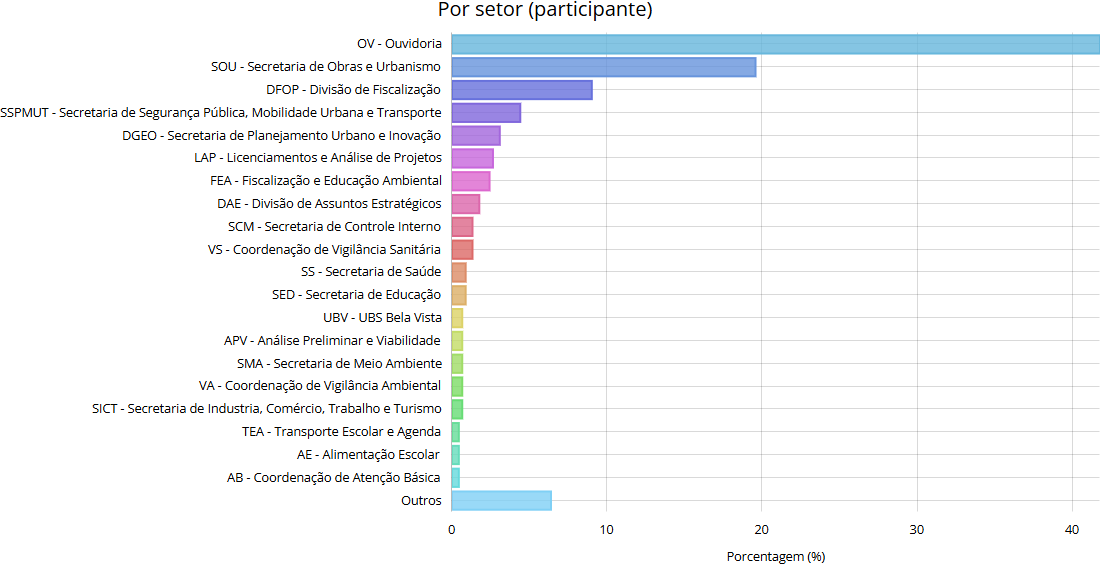 Por setor (participante)
OV - Ouvidoria
SOU - Secretaria de Obras e Urbanismo
DFOP - Divisão de Fiscalização
SSPMUT - Secretaria de Segurança Pública, Mobilidade Urbana e Transporte
DGEO - Secretaria de Planejamento Urbano e Inovação
LAP - Licenciamentos e Análise de Projetos
FEA - Fiscalização e Educação Ambiental
DAE - Divisão de Assuntos Estratégicos
SCM - Secretaria de Controle Interno
VS - Coordenação de Vigilância Sanitária
SS - Secretaria de Saúde
SED - Secretaria de Educação
UBV - UBS Bela Vista
APV - Análise Preliminar e Viabilidade
SMA - Secretaria de Meio Ambiente
VA - Coordenação de Vigilância Ambiental
SICT - Secretaria de Industria, Comércio, Trabalho e Turismo
TEA - Transporte Escolar e Agenda
AE - Alimentação Escolar
AB - Coordenação de Atenção Básica
Outros
0 10 20 30 40
Porcentagem (%)